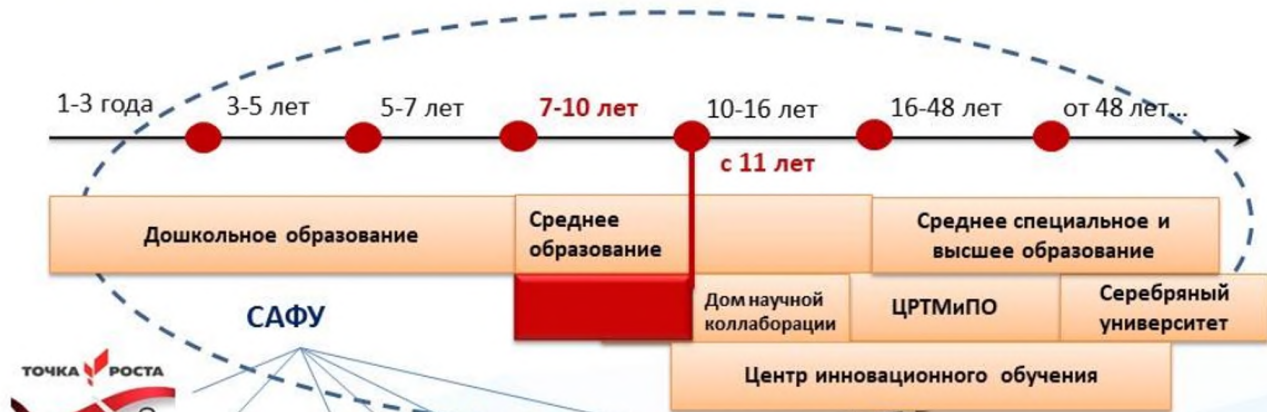 1-3 года 3-5 лет 5-7 лет 7-10 лет 10-16 лет 16-48 лет от 48 лет...
с 11 лет
Дошкольное образование
Среднее
образование
Среднее специальное и
высшее образование
САФУ
Дом научной
коллаборации
ЦРТМиПО
Серебряный
университет
ТОЧКА РОСТА
Центр инновационного обучения